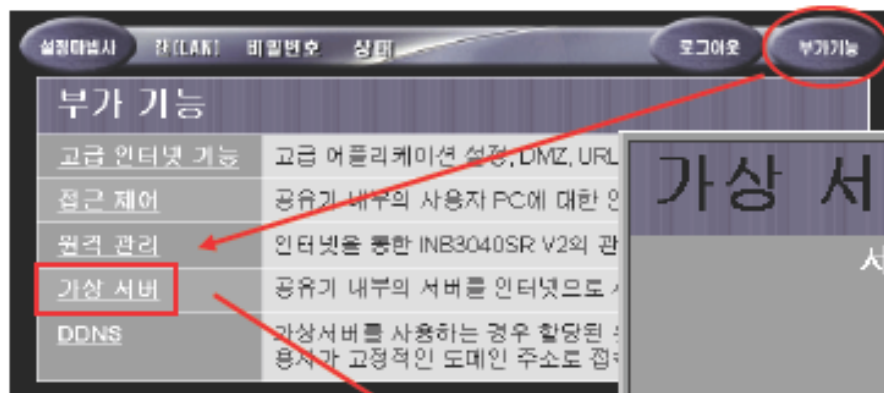 설정마법사 랜(LAN) 비밀번호 상태 로그아웃 부가기능
부가 기능
고급 인터넷 기능 고급 어플리케이션 설정, DMZ, URL
접근 제어 공유기 내부의 사용자 PC에 대한
원격 관리 인터넷을 통한 INB3040SR V2의 관
가상 서버 공유기 내부의 서버를 인터넷으로
DDNS 가상서버를 사용하는 경우 할당된
용자가 고정적인 도메인 주소로 접속
가상 서
서